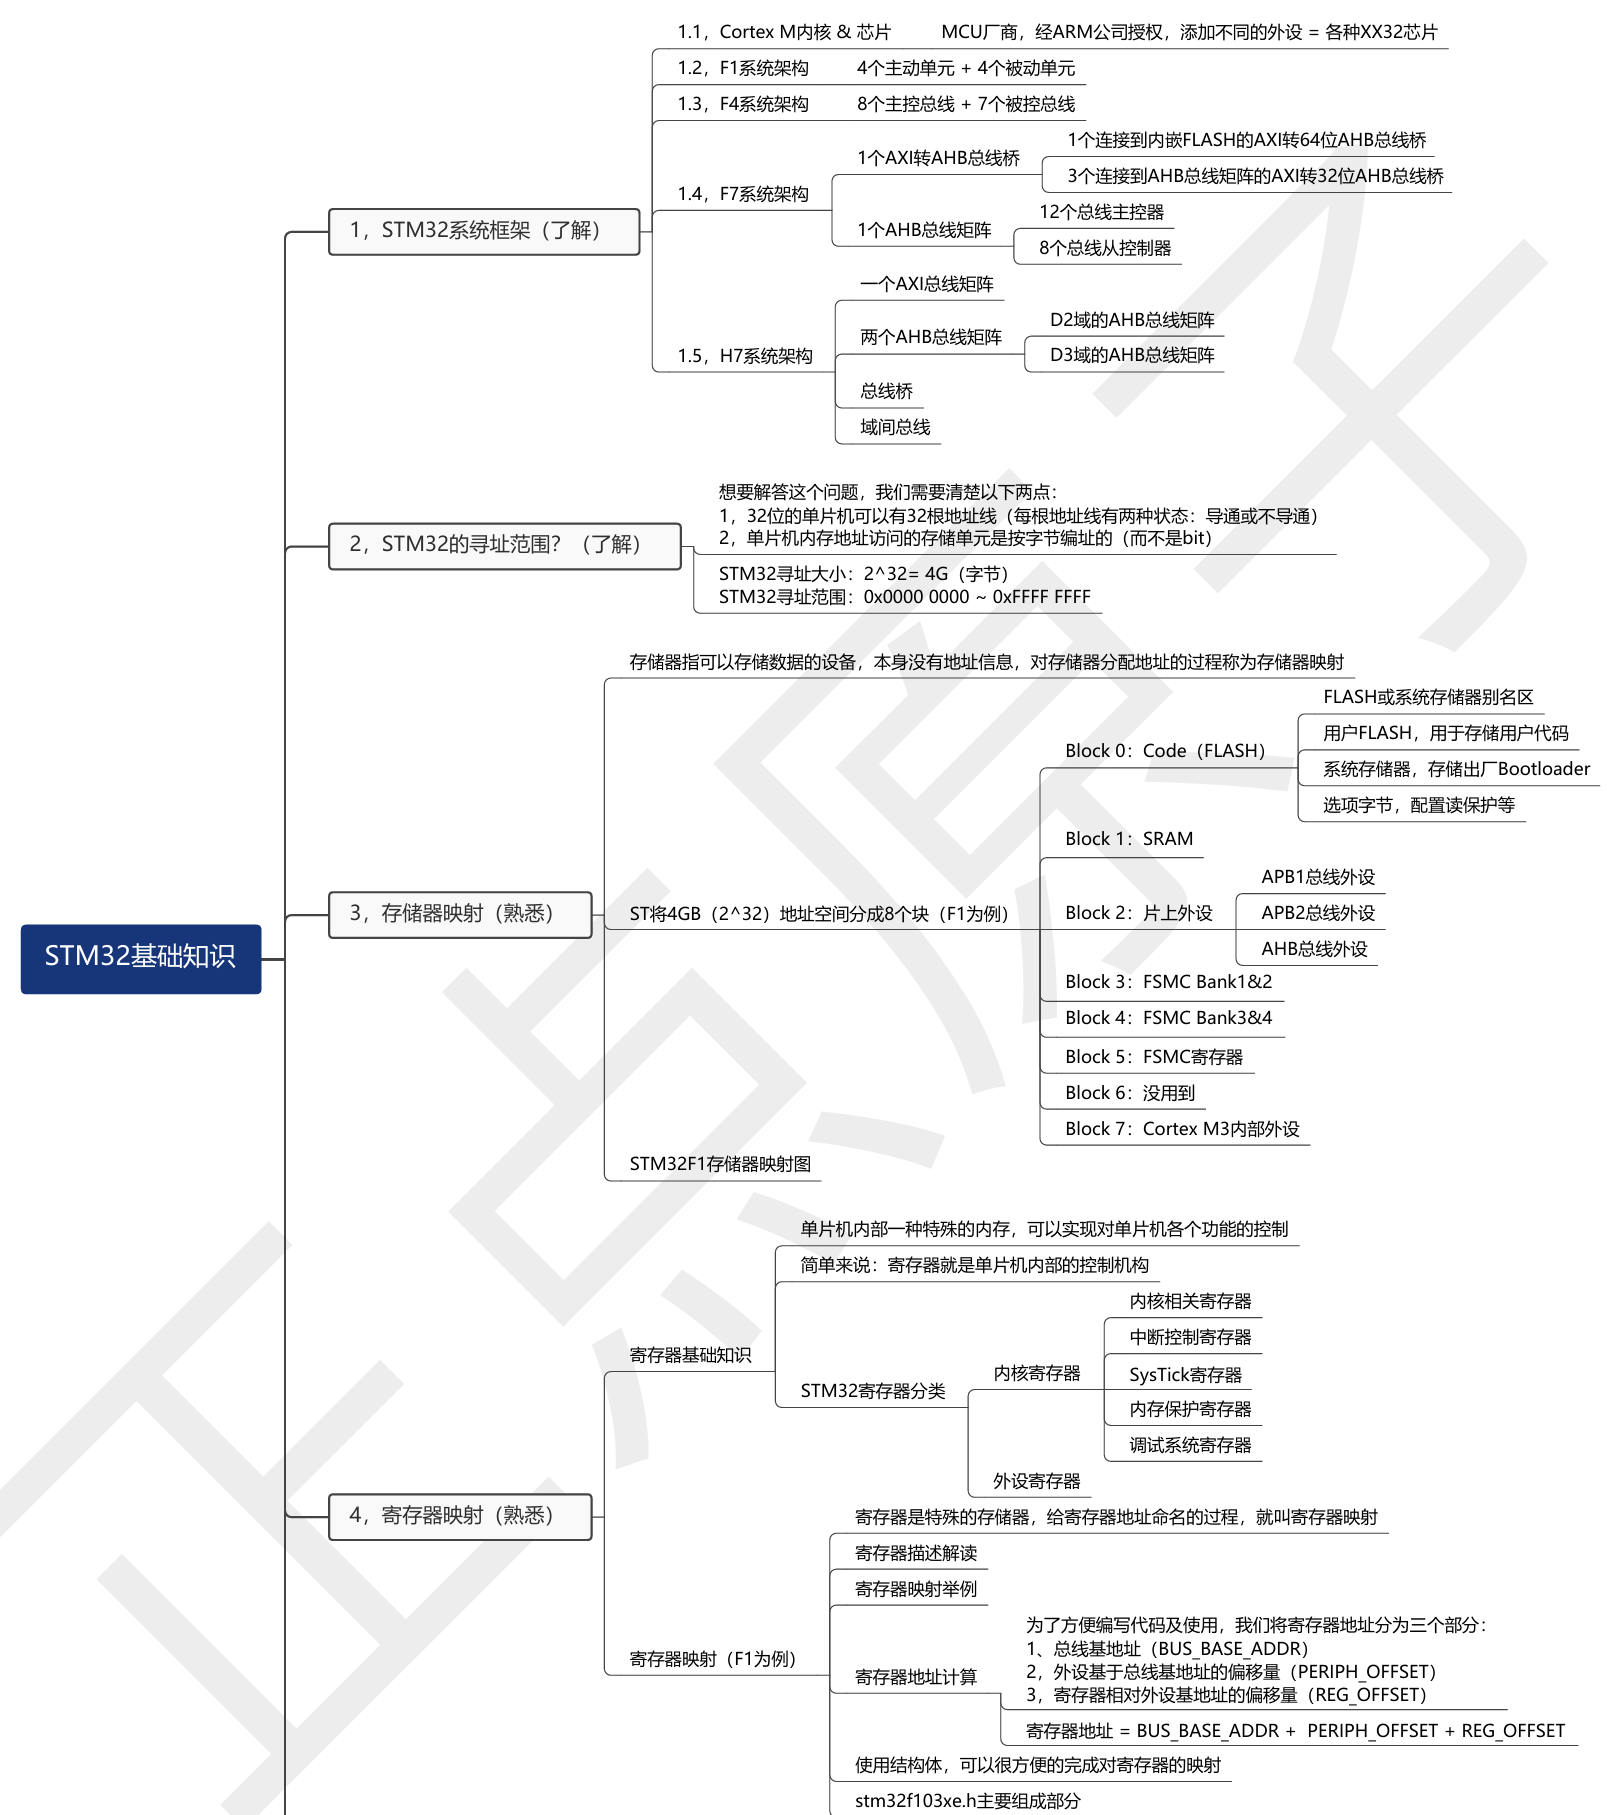 STM32基础知识
1，STM32系统框架（了解）
1.1，Cortex M内核 & 芯片
MCU厂商，经ARM公司授权，添加不同的外设 = 各种XX32芯片
1.2，F1系统架构
4个主动单元 + 4个被动单元
1.3，F4系统架构
8个主控总线 + 7个被控总线
1.4，F7系统架构
1个AXI转AHB总线桥
1个连接到内嵌FLASH的AXI转64位AHB总线桥
3个连接到AHB总线矩阵的AXI转32位AHB总线桥
1个AHB总线矩阵
12个总线主控器
8个总线从控制器
1.5，H7系统架构
一个AXI总线矩阵
两个AHB总线矩阵
D2域的AHB总线矩阵
D3域的AHB总线矩阵
总线桥
域间总线
2，STM32的寻址范围？（了解）
想要解答这个问题，我们需要清楚以下两点：
1，32位的单片机可以有32根地址线（每根地址线有两种状态：导通或不导通）
2，单片机内存地址访问的存储单元是按字节编址的（而不是bit）
STM32寻址大小：2^32= 4G（字节）
STM32寻址范围：0x0000 0000 ~ 0xFFFF FFFF
3，存储器映射（熟悉）
存储器指可以存储数据的设备，本身没有地址信息，对存储器分配地址的过程称为存储器映射
ST将4GB（2^32）地址空间分成8个块（F1为例）
Block 0：Code（FLASH）
FLASH或系统存储器别名区
用户FLASH，用于存储用户代码
系统存储器，存储出厂Bootloader
选项字节，配置读保护等
Block 1：SRAM
Block 2：片上外设
APB1总线外设
APB2总线外设
AHB总线外设
Block 3：FSMC Bank1&2
Block 4：FSMC Bank3&4
Block 5：FSMC寄存器
Block 6：没用到
Block 7：Cortex M3内部外设
STM32F1存储器映射图
4，寄存器映射（熟悉）
寄存器基础知识
单片机内部一种特殊的内存，可以实现对单片机各个功能的控制
简单来说：寄存器就是单片机内部的控制机构
STM32寄存器分类
内核寄存器
内核相关寄存器
中断控制寄存器
SysTick寄存器
内存保护寄存器
调试系统寄存器
外设寄存器
寄存器映射（F1为例）
寄存器是特殊的存储器，给寄存器地址命名的过程，就叫寄存器映射
寄存器描述解读
寄存器映射举例
寄存器地址计算
为了方便编写代码及使用，我们将寄存器地址分为三个部分：
1、总线基地址（BUS_BASE_ADDR）
2，外设基于总线基地址的偏移量（PERIPH_OFFSET）
3，寄存器相对外设基地址的偏移量（REG_OFFSET）
寄存器地址 = BUS_BASE_ADDR +  PERIPH_OFFSET + REG_OFFSET
使用结构体，可以很方便的完成对寄存器的映射
stm32f103xe.h主要组成部分
正点原子